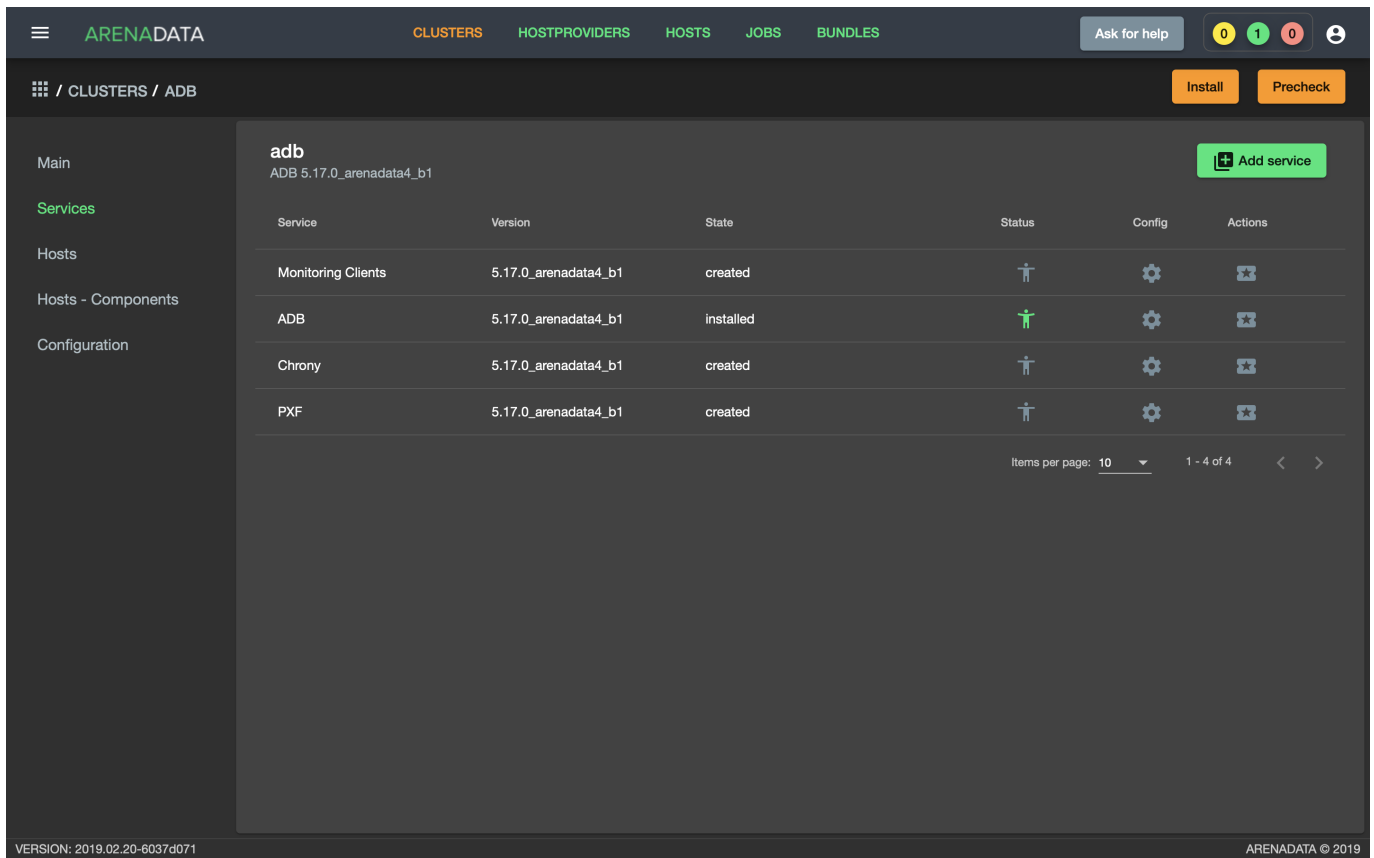 ARENADATA CLUSTERS HOSTPROVIDERS HOSTS JOBS BUNDLES Ask for help 0 1 0
/ CLUSTERS / ADB Install Precheck
Main
Services
Hosts
Hosts - Components
Configuration
adb
ADB 5.17.0_arenadata4_b1
Add service
Service Version State Status Config Actions
Monitoring Clients 5.17.0_arenadata4_b1 created
ADB 5.17.0_arenadata4_b1 installed
Chrony 5.17.0_arenadata4_b1 created
PXF 5.17.0_arenadata4_b1 created
Items per page: 10 1 - 4 of 4
VERSION: 2019.02.20-6037d071 ARENADATA © 2019